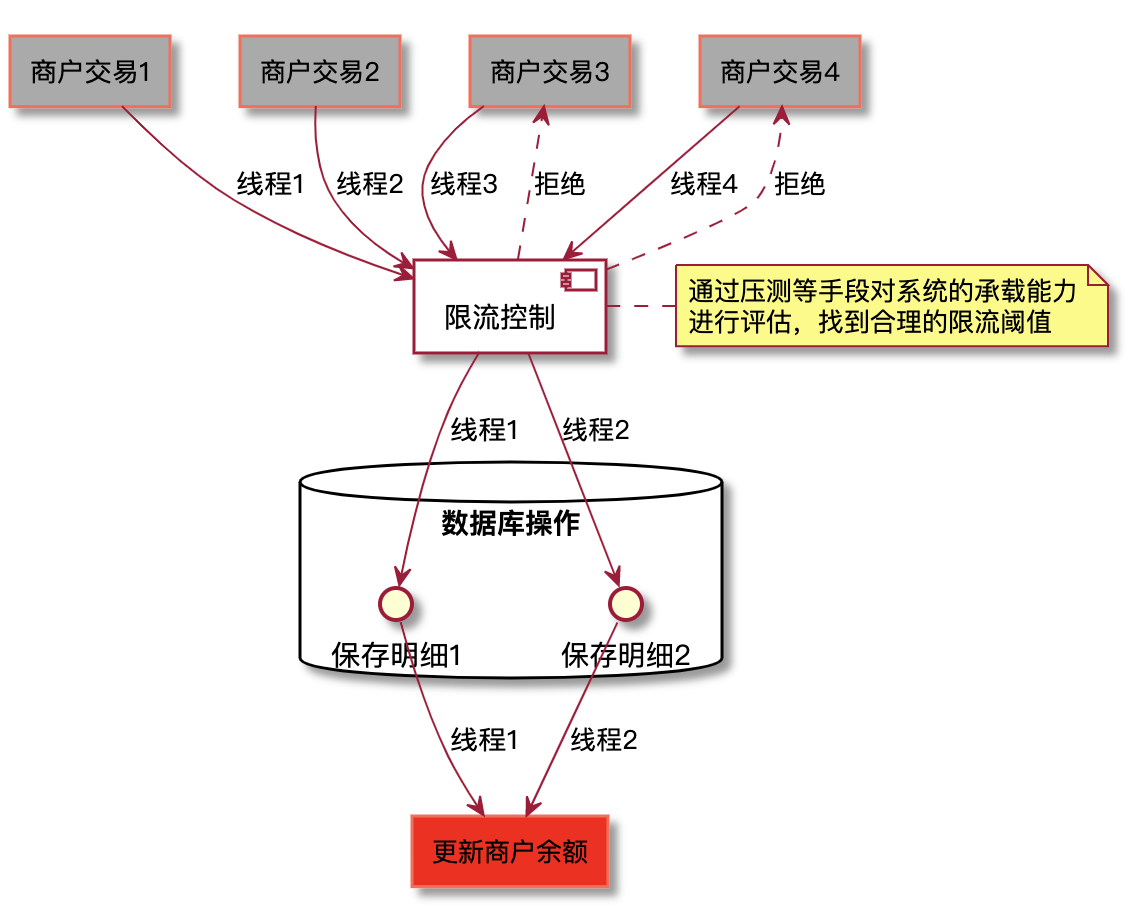 商户交易1
商户交易2
商户交易3
商户交易4
线程1
线程2
线程3
拒绝
线程4
拒绝
限流控制
通过压测等手段对系统的承载能力
进行评估，找到合理的限流阈值
线程1
线程2
数据库操作
保存明细1
保存明细2
线程1
线程2
更新商户余额